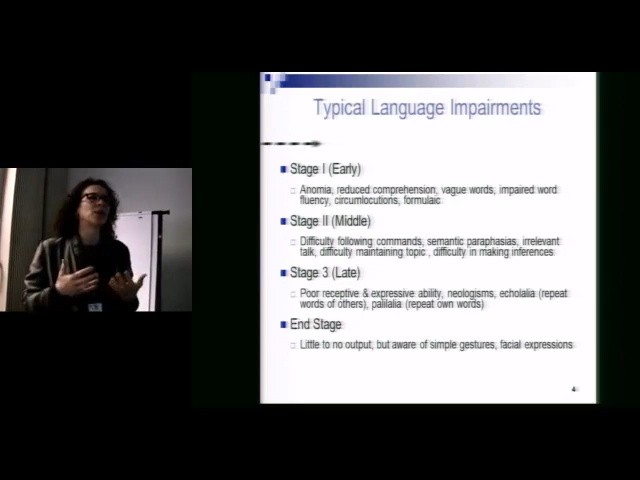 Typical Language Impairments
Stage I (Early)
Anomia, reduced comprehension, vague words, impaired word
fluency, circumlocutions, formulaic
Stage II (Middle)
Difficulty following commands, semantic paraphasias, irrelevant
talk, difficulty maintaining topic , difficulty in making inferences
Stage 3 (Late)
Poor receptive & expressive ability, neologisms, echolalia (repeat
words of others), palilalia (repeat own words)
End Stage
Little to no output, but aware of simple gestures, facial expressions
4